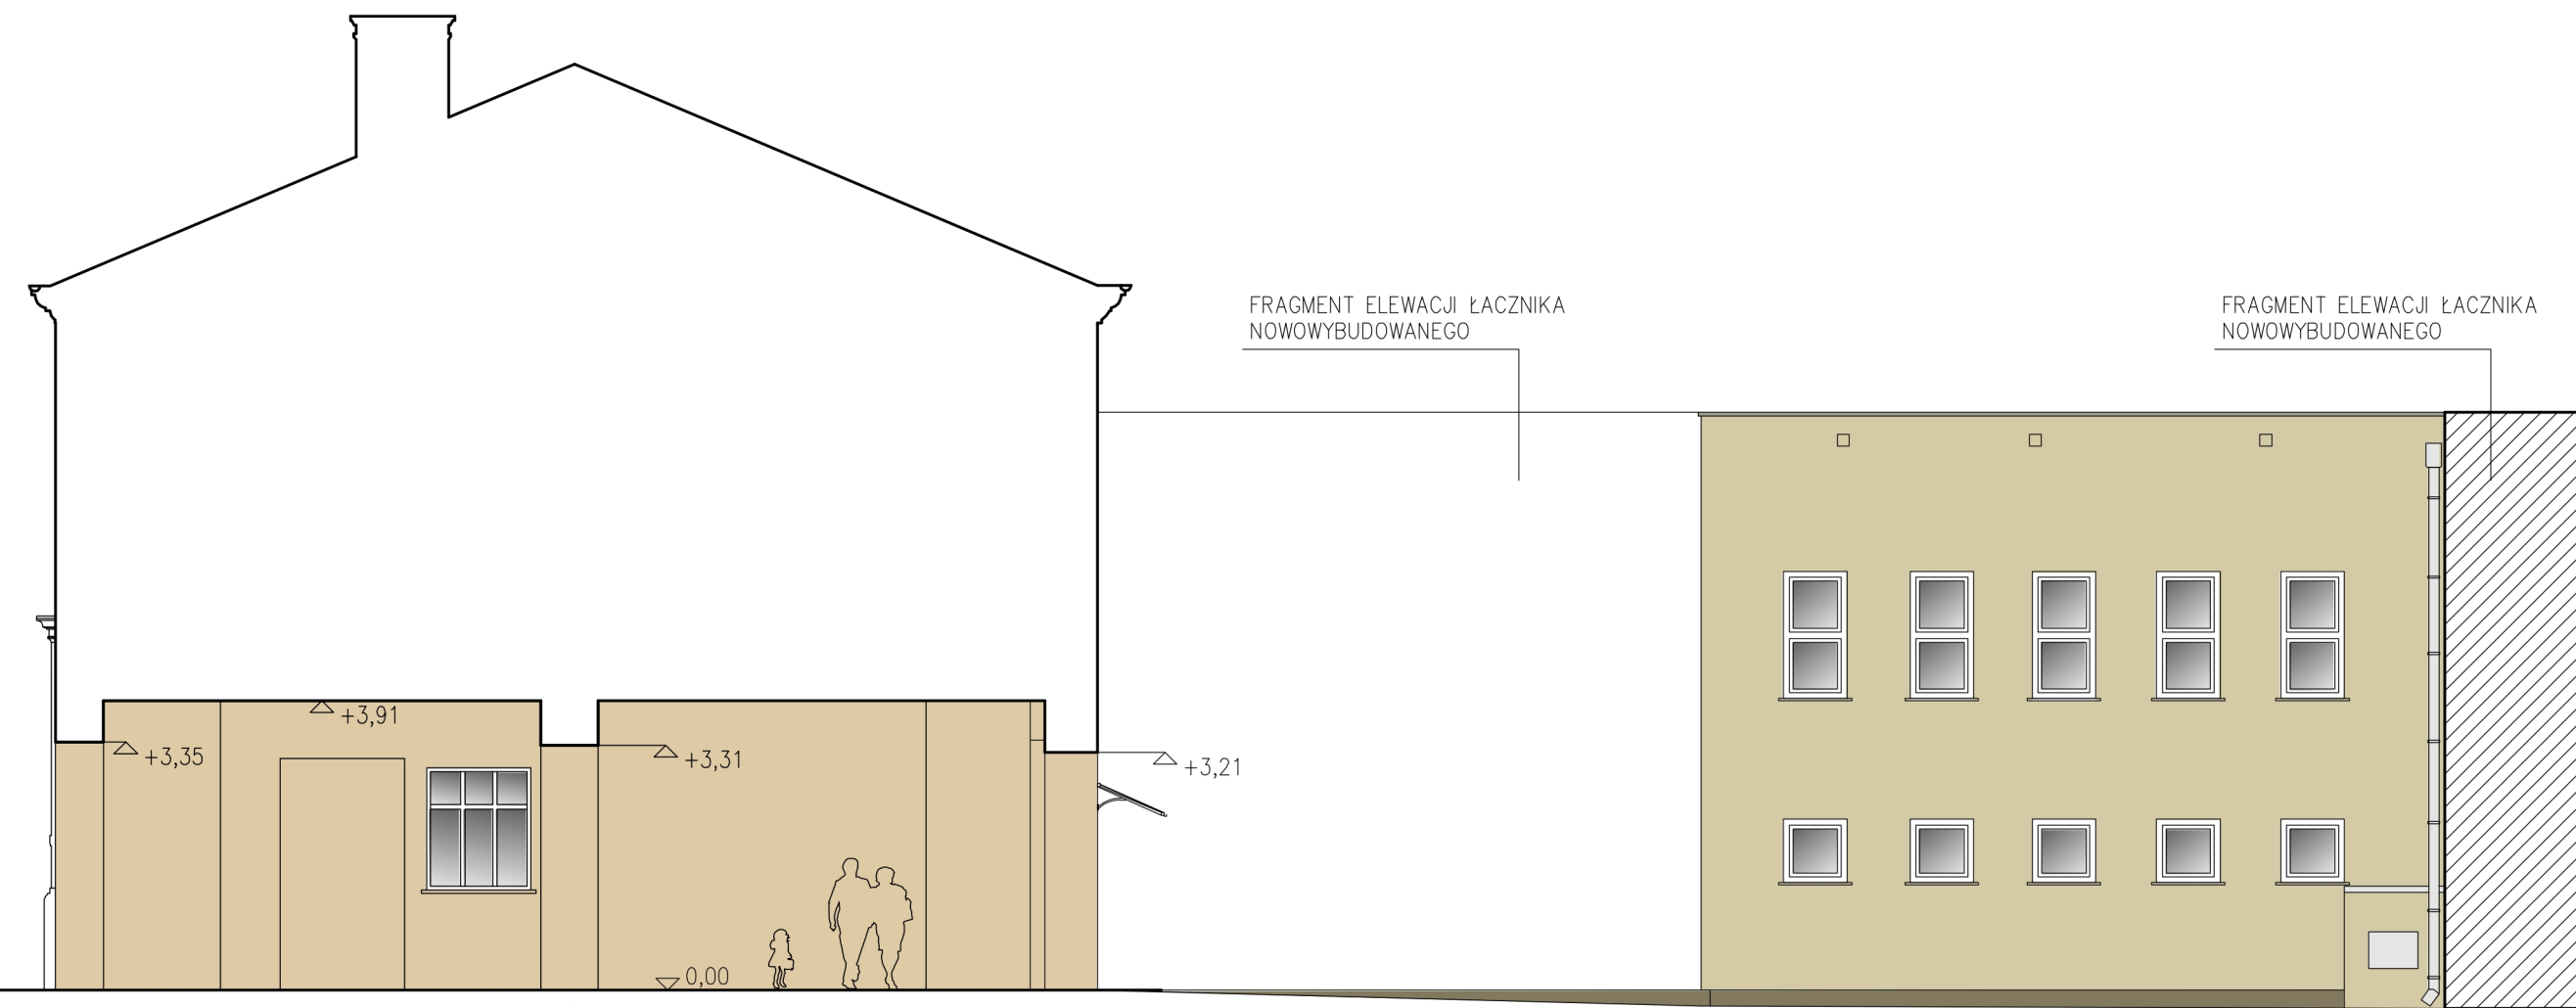 FRAGMENT ELEWACJI ŁACZNIKA
NOWOWYBUDOWANEGO
FRAGMENT ELEWACJI ŁACZNIKA
NOWOWYBUDOWANEGO
+3,91
+3,35
+3,31
+3,21
0,00